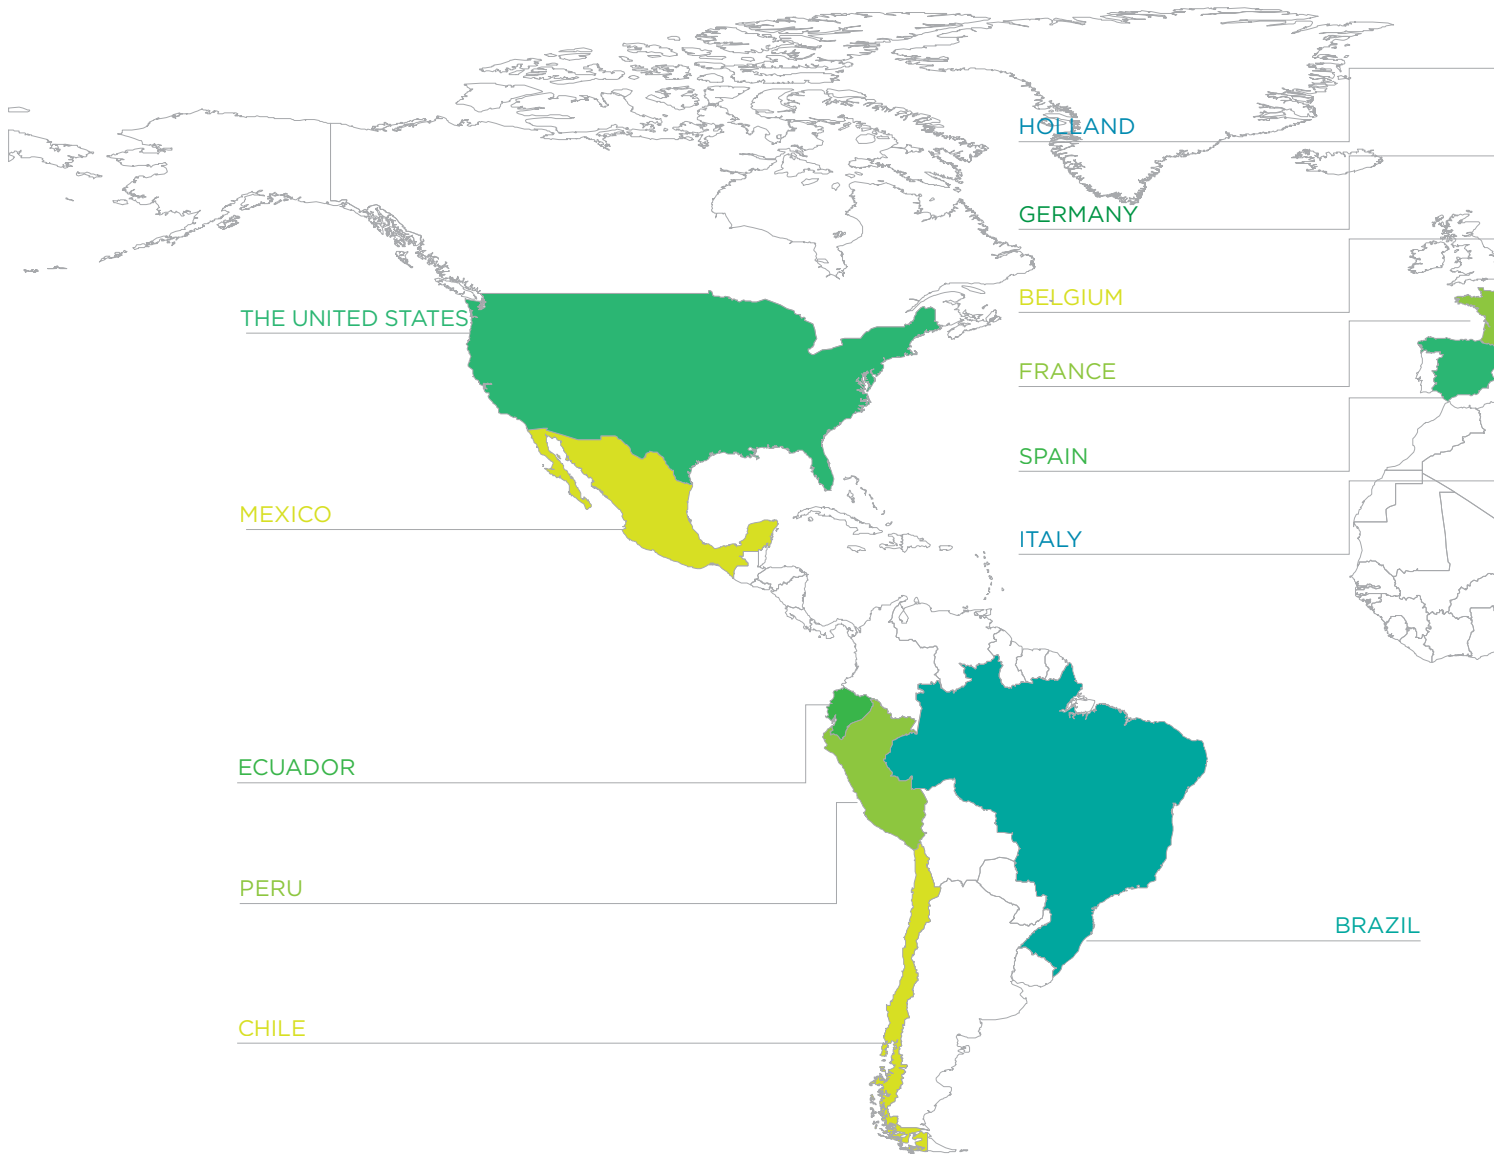 HOLLAND
GERMANY
BELGIUM
THE UNITED STATES
FRANCE
SPAIN
MEXICO
ITALY
ECUADOR
PERU
BRAZIL
CHILE